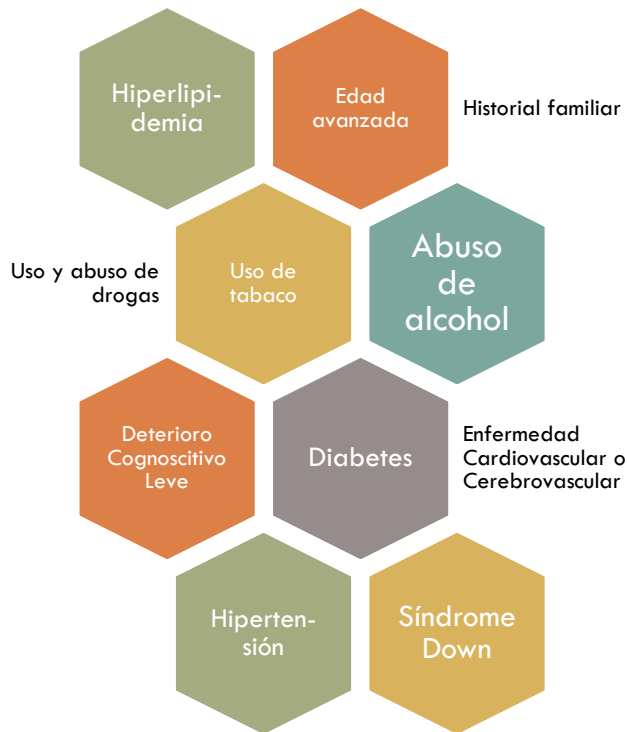 Hiperlipi-
demia
Edad
avanzada
Historial familiar
Uso y abuso de
drogas
Uso de
tabaco
Abuso
de
alcohol
Deterioro
Cognoscitivo
Leve
Diabetes
Enfermedad
Cardiovascular o
Cerebrovascular
Hiperten-
sión
Síndrome
Down